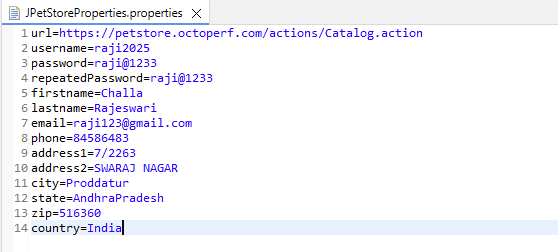 JPetStoreProperties.properties
1 url=https://petstore.octoperf.com/actions/Catalog.action
2 username=raji2025
3 password=raji@1233
4 repeatedPassword=raji@1233
5 firstname=Challa
6 lastname=Rajeswari
7 email=raji123@gmail.com
8 phone=84586483
9 address1=7/2263
10 address2=SWARAJ NAGAR
11 city=Proddatur
12 state=AndhraPradesh
13 zip=516360
14 country=India